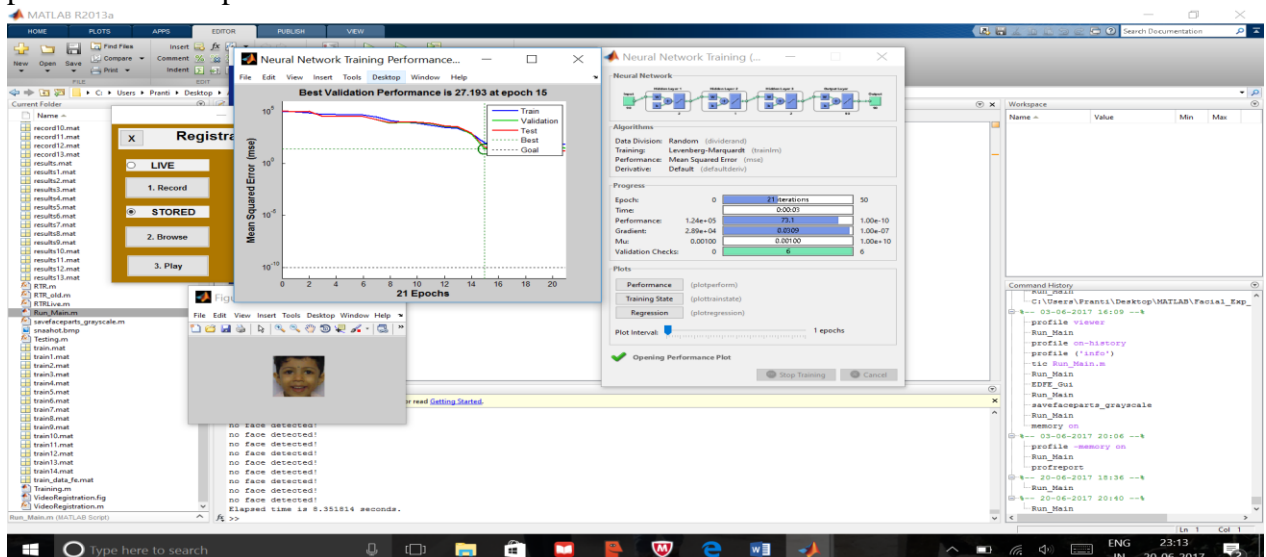 MATLAB R2013a
HOME PLOTS APPS EDITOR PUBLISH VIEW
Search Documentation
New Open Save
Find Files
Compare
Print
Insert
Comment
Indent
FILE
EDIT
C: Users Pranti Desktop
Current Folder
Name
record10.mat
record11.mat
record12.mat
record13.mat
results.mat
results1.mat
results2.mat
results3.mat
results4.mat
results5.mat
results6.mat
results7.mat
results8.mat
results9.mat
results10.mat
results11.mat
results12.mat
results13.mat
RTR.m
RTR_old.m
RTRLive.m
Run_Main.m
savefaceparts_grayscale.m
snaahot.bmp
Testing.m
train.mat
train1.mat
train2.mat
train3.mat
train4.mat
train5.mat
train6.mat
train7.mat
train8.mat
train9.mat
train10.mat
train11.mat
train12.mat
train13.mat
train14.mat
train_data_fe.mat
Training.m
VideoRegistration.fig
VideoRegistration.m
Run_Main.m (MATLAB Script)
X Registra
LIVE
1. Record
STORED
2. Browse
3. Play
Neural Network Training Performance...
File Edit View Insert Tools Desktop Window Help
Best Validation Performance is 27.193 at epoch 15
Mean Squared Error (mse)
10^5
10^0
10^-5
10^-10
0 2 4 6 8 10 12 14 16 18 20
21 Epochs
Train
Validation
Test
Best
Goal
Figu
File Edit View Insert Tools Desktop Window Help
Neural Network Training (...
Neural Network
Algorithms
Data Division: Random (dividerand)
Training: Levenberg-Marquardt (trainlm)
Performance: Mean Squared Error (mse)
Derivative: Default (defaultderiv)
Progress
Epoch: 0 21 iterations 50
Time: 0:00:03
Performance: 1.24e+05 73.1 1.00e-10
Gradient: 2.89e+04 0.0309 1.00e-07
Mu: 0.00100 0.00100 1.00e+10
Validation Checks: 0 6 6
Plots
Performance (plotperform)
Training State (plottrainstate)
Regression (plotregression)
Plot Interval: 1 epochs
Opening Performance Plot
Stop Training Cancel
or read Getting Started.
no face detected!
no face detected!
no face detected!
no face detected!
no face detected!
no face detected!
no face detected!
no face detected!
no face detected!
Elapsed time is 8.351814 seconds.
fx >>
Workspace
Name Value Min Max
Command History
Run_Main
C:\Users\Pranti\Desktop\MATLAB\Facial_Exp_
%-- 03-06-2017 16:09 --%
profile viewer
Run_Main
profile on-history
profile ('info')
tic Run_Main.m
Run_Main
EDFE_Gui
Run_Main
savefaceparts_grayscale
Run_Main
memory on
%-- 03-06-2017 20:06 --%
profile -memory on
Run_Main
profreport
%-- 20-06-2017 18:36 --%
Run_Main
%-- 20-06-2017 20:40 --%
Run_Main
Ln 1 Col 1
Type here to search
ENG 23:13
IN 20-06-2017